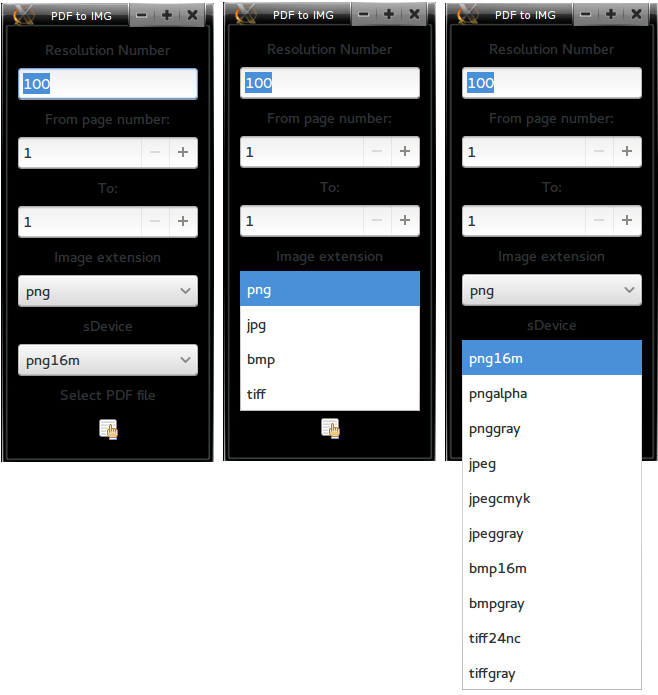 PDF to IMG
Resolution Number
100
From page number:
1
To:
1
Image extension
png
sDevice
png16m
Select PDF file
PDF to IMG
Resolution Number
100
From page number:
1
To:
1
Image extension
png
jpg
bmp
tiff
PDF to IMG
Resolution Number
100
From page number:
1
To:
1
Image extension
png
sDevice
png16m
pngalpha
pnggray
jpeg
jpegcmyk
jpeggray
bmp16m
bmpgray
tiff24nc
tiffgray